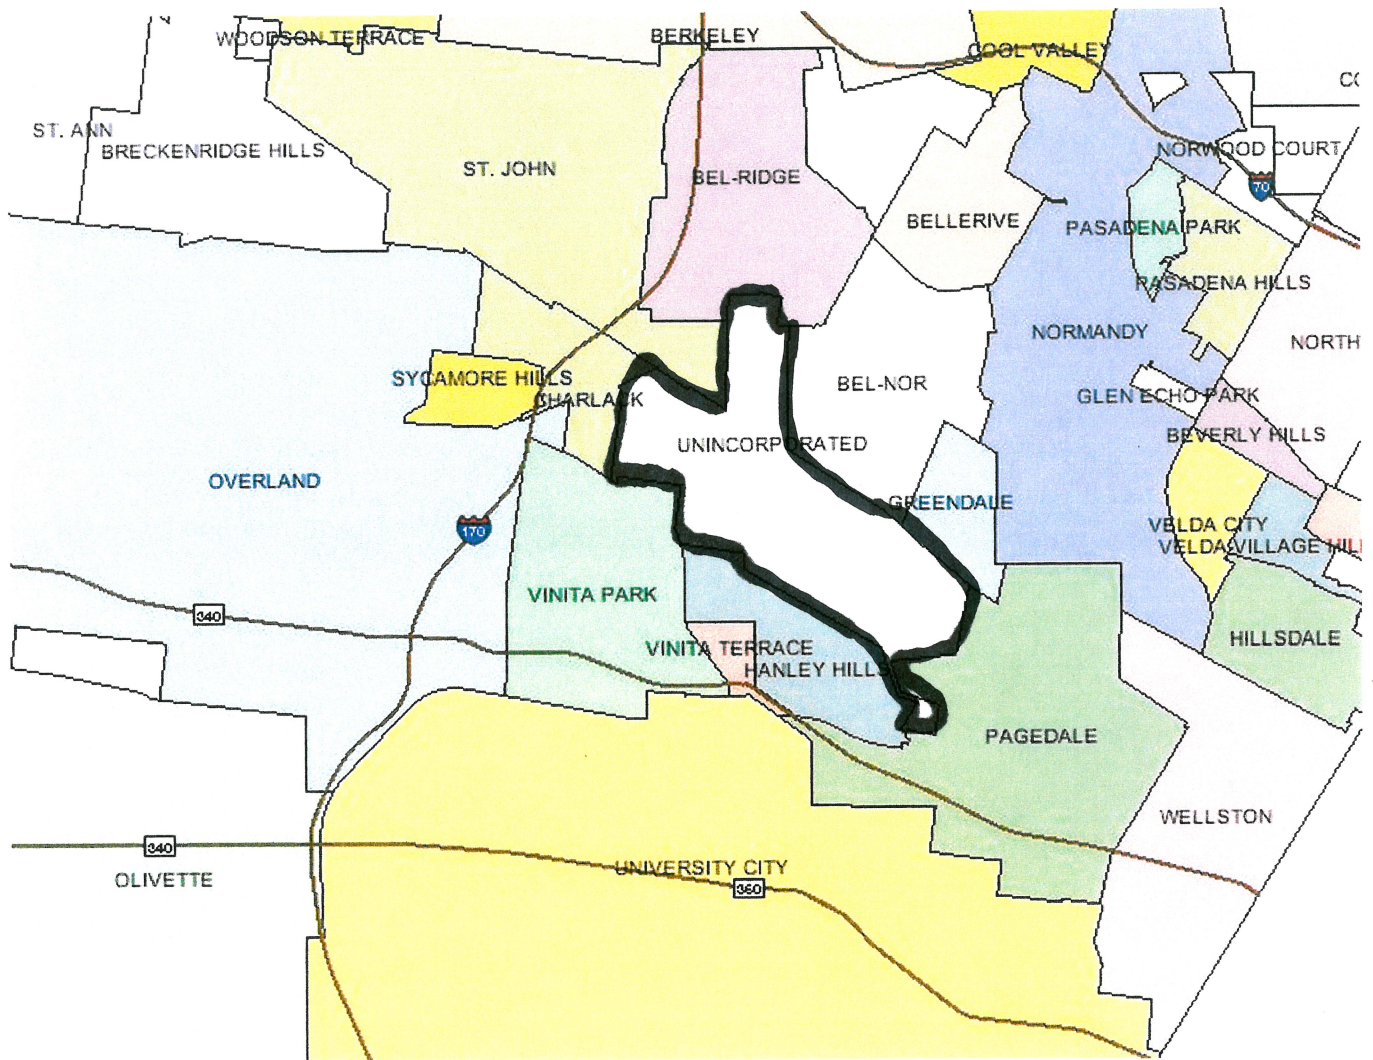 WOODSON TERRACE
BERKELEY
COOL VALLEY
CO
ST. ANN
BRECKENRIDGE HILLS
ST. JOHN
BEL-RIDGE
NORWOOD COURT
70
BELLERIVE
PASADENA PARK
PASADENA HILLS
NORMANDY
NORTH
SYCAMORE HILLS
CHARLACK
BEL-NOR
GLEN ECHO PARK
UNINCORPORATED
BEVERLY HILLS
OVERLAND
GREENDALE
170
VELDA CITY
VELDA VILLAGE HIL
VINITA PARK
340
HILLSDALE
VINITA TERRACE
HANLEY HILLS
PAGEDALE
WELLSTON
340
OLIVETTE
UNIVERSITY CITY
360